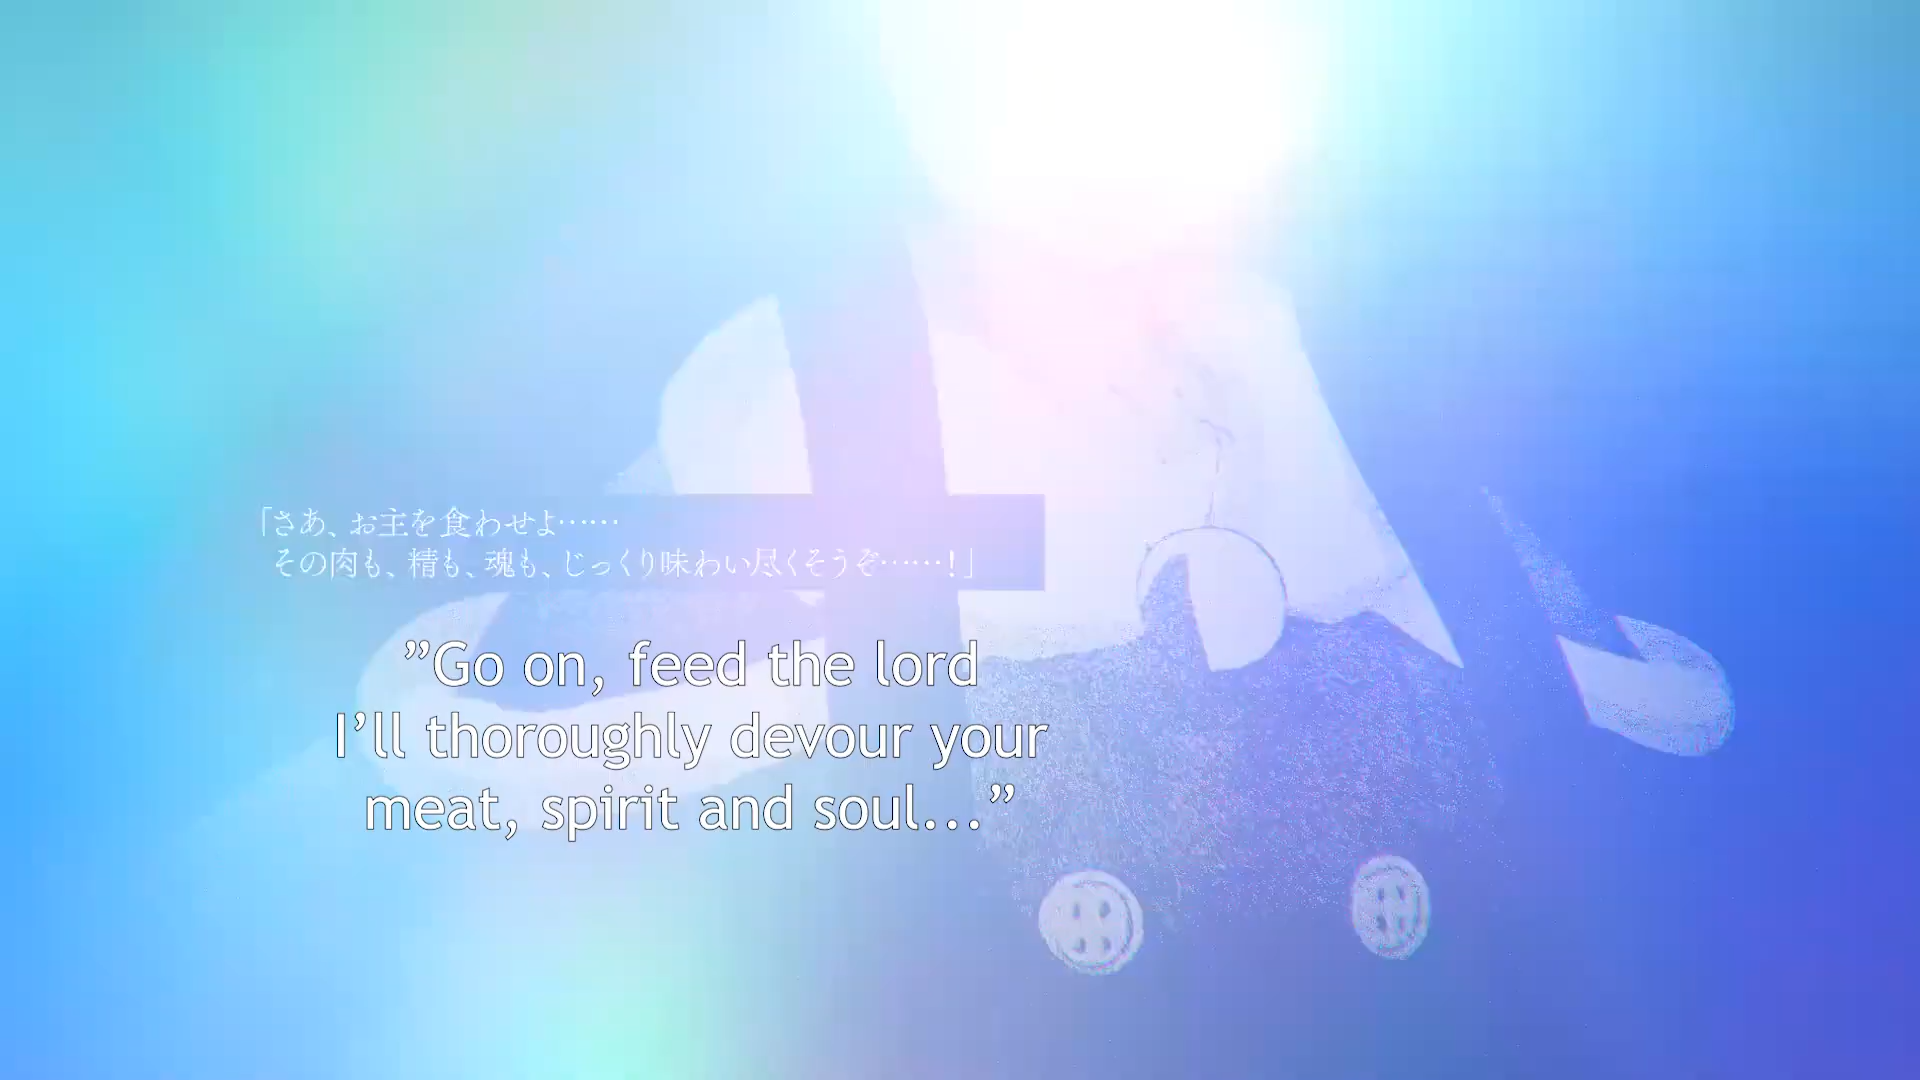 「さあ、お主を食わせよ……
その肉も、精も、魂も、じっくり味わい尽くそうぞ……!」
”Go on, feed the lord
I’ll thoroughly devour your
meat, spirit and soul...”